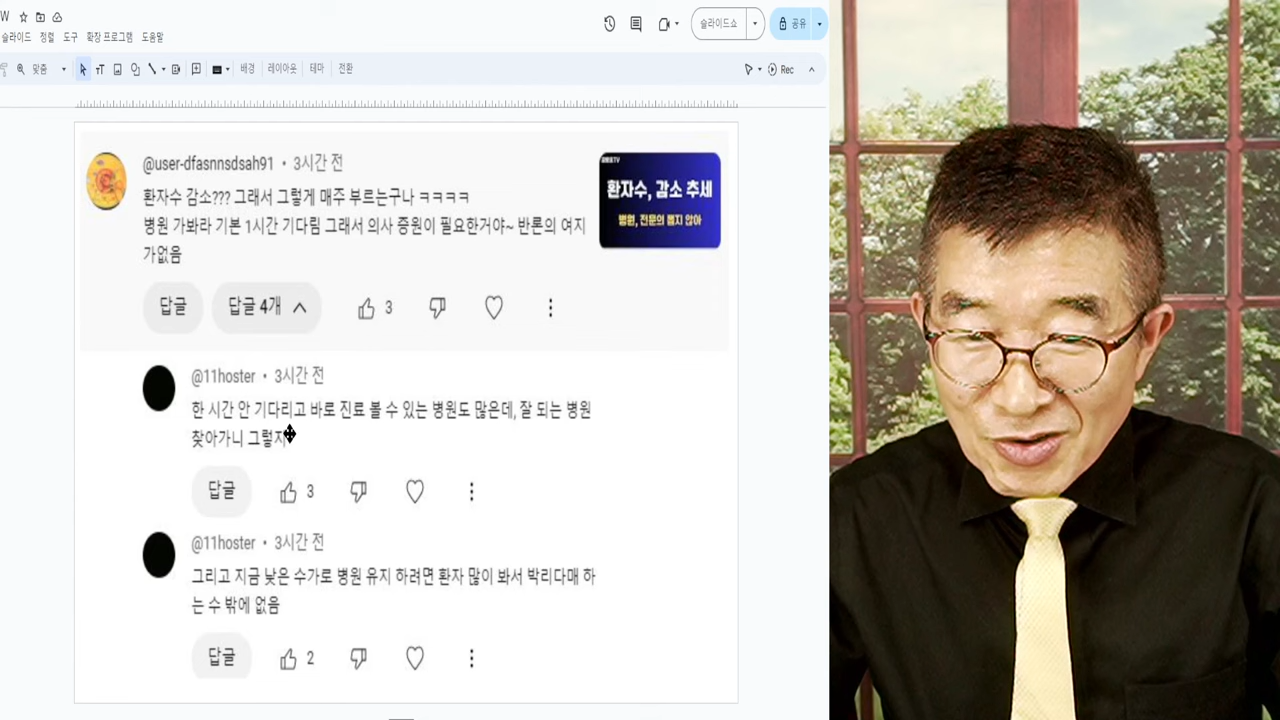 W
슬라이드 정렬 도구 확장 프로그램 도움말
슬라이드쇼
공유
맞춤
배경
레이아웃
테마
전환
Rec
@user-dfasnnsdsah91 • 3시간 전
환자수 감소??? 그래서 그렇게 매주 부르는구나 ㅋㅋㅋㅋ
병원 가봐라 기본 1시간 기다림 그래서 의사 증원이 필요한거야~ 반론의 여지
가없음
환자수, 감소 추세
병원, 전문의 뽑지 않아
답글
답글 4개
3
@11hoster • 3시간 전
한 시간 안 기다리고 바로 진료 볼 수 있는 병원도 많은데, 잘 되는 병원
찾아가니 그렇지
답글
3
@11hoster • 3시간 전
그리고 지금 낮은 수가로 병원 유지 하려면 환자 많이 봐서 박리다매 하
는 수 밖에 없음
답글
2